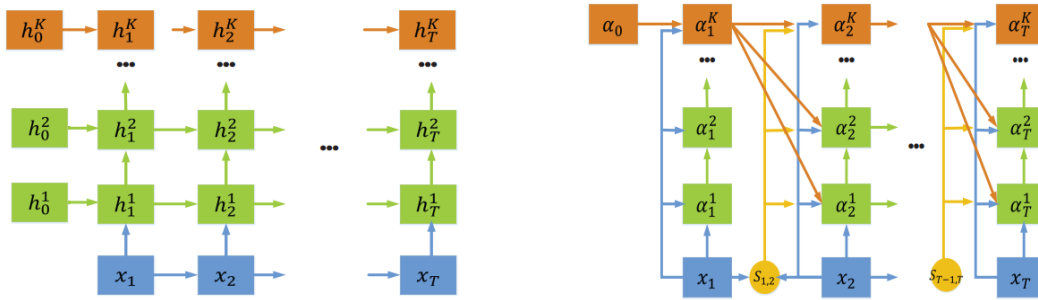 h_0^K h_1^K h_2^K h_T^K α_0 α_1^K α_2^K α_T^K
••• ••• ••• ••• ••• •••
h_0^2 h_1^2 h_2^2 h_T^2 α_1^2 α_2^2 α_T^2
••• •••
h_0^1 h_1^1 h_2^1 h_T^1 α_1^1 α_2^1 α_T^1
x_1 x_2 x_T x_1 S_{1,2} x_2 S_{T-1,T} x_T